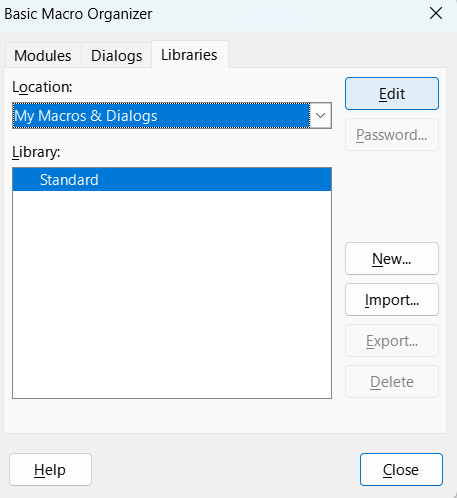 Basic Macro Organizer
Modules Dialogs Libraries
Location:
My Macros & Dialogs
Edit
Password...
Library:
Standard
New...
Import...
Export...
Delete
Help
Close